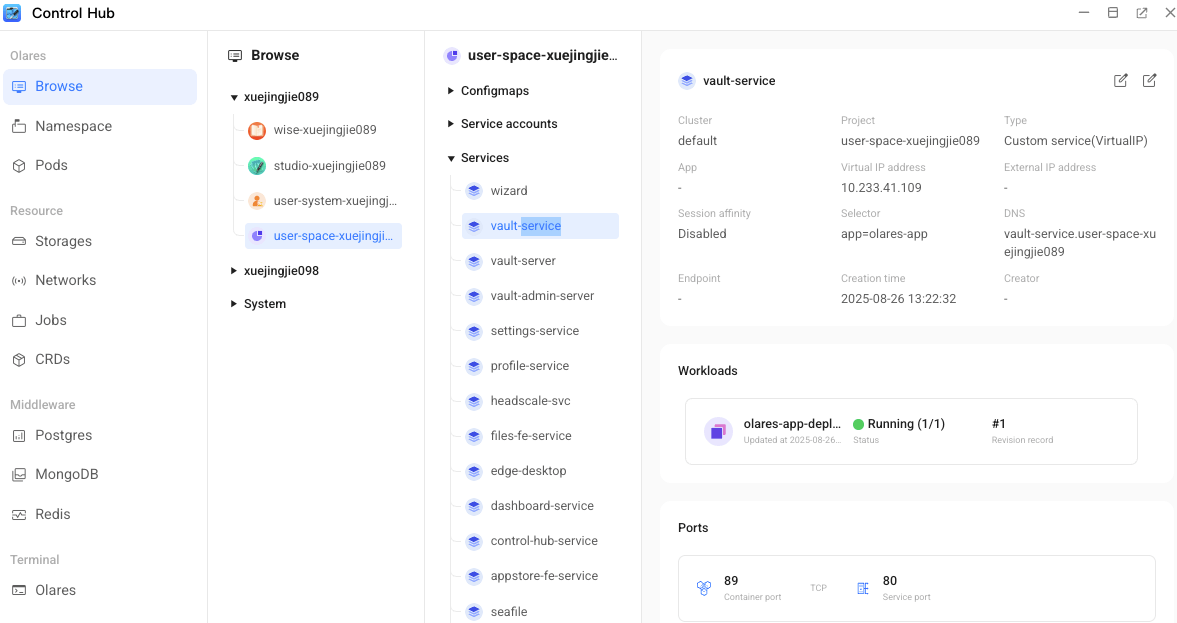 Control Hub
Olares
Browse
Namespace
Pods
Resource
Storages
Networks
Jobs
CRDs
Middleware
Postgres
MongoDB
Redis
Terminal
Olares
Browse
xuejingjie089
wise-xuejingjie089
studio-xuejingjie089
user-system-xuejingj...
user-space-xuejingji...
xuejingjie098
System
user-space-xuejingjie...
Configmaps
Service accounts
Services
wizard
vault-service
vault-server
vault-admin-server
settings-service
profile-service
headscale-svc
files-fe-service
edge-desktop
dashboard-service
control-hub-service
appstore-fe-service
seafile
vault-service
Cluster
default
Project
user-space-xuejingjie089
Type
Custom service(VirtualIP)
App
-
Virtual IP address
10.233.41.109
External IP address
-
Session affinity
Disabled
Selector
app=olares-app
DNS
vault-service.user-space-xu
ejingjie089
Endpoint
-
Creation time
2025-08-26 13:22:32
Creator
-
Workloads
olares-app-depl...
Updated at 2025-08-26...
Running (1/1)
Status
#1
Revision record
Ports
89
Container port
TCP
80
Service port